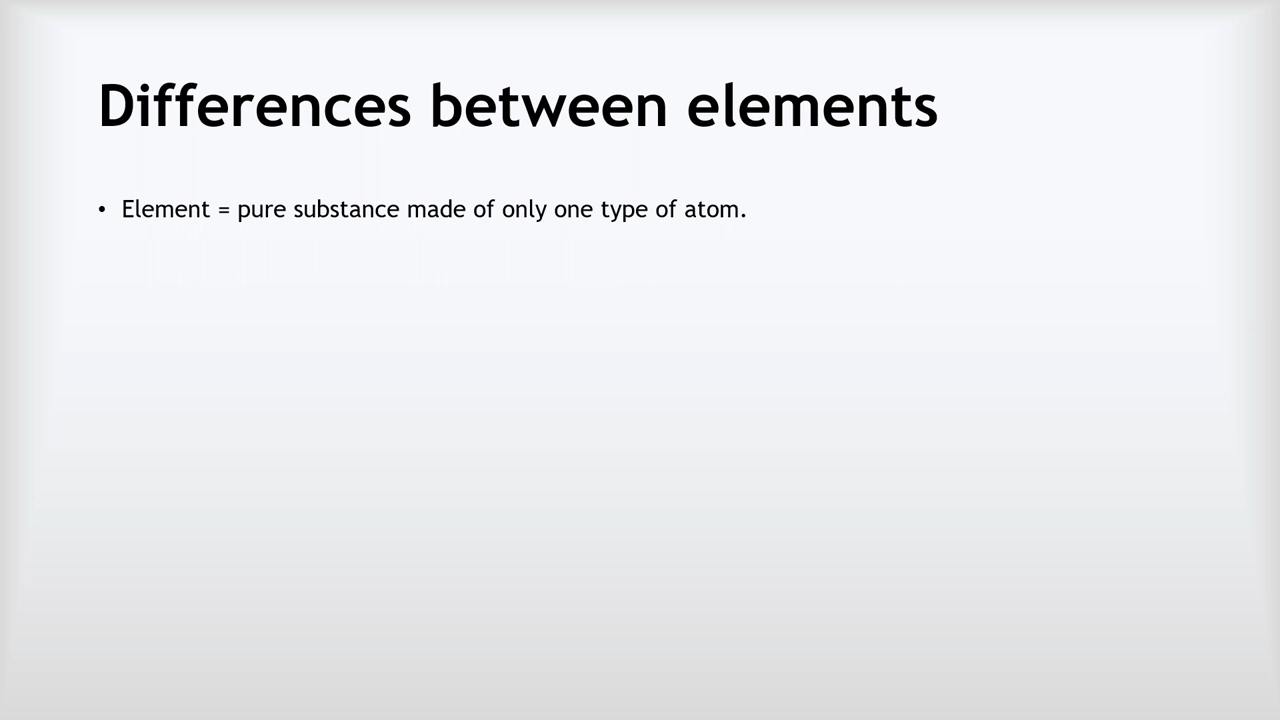 Differences between elements
• Element = pure substance made of only one type of atom.